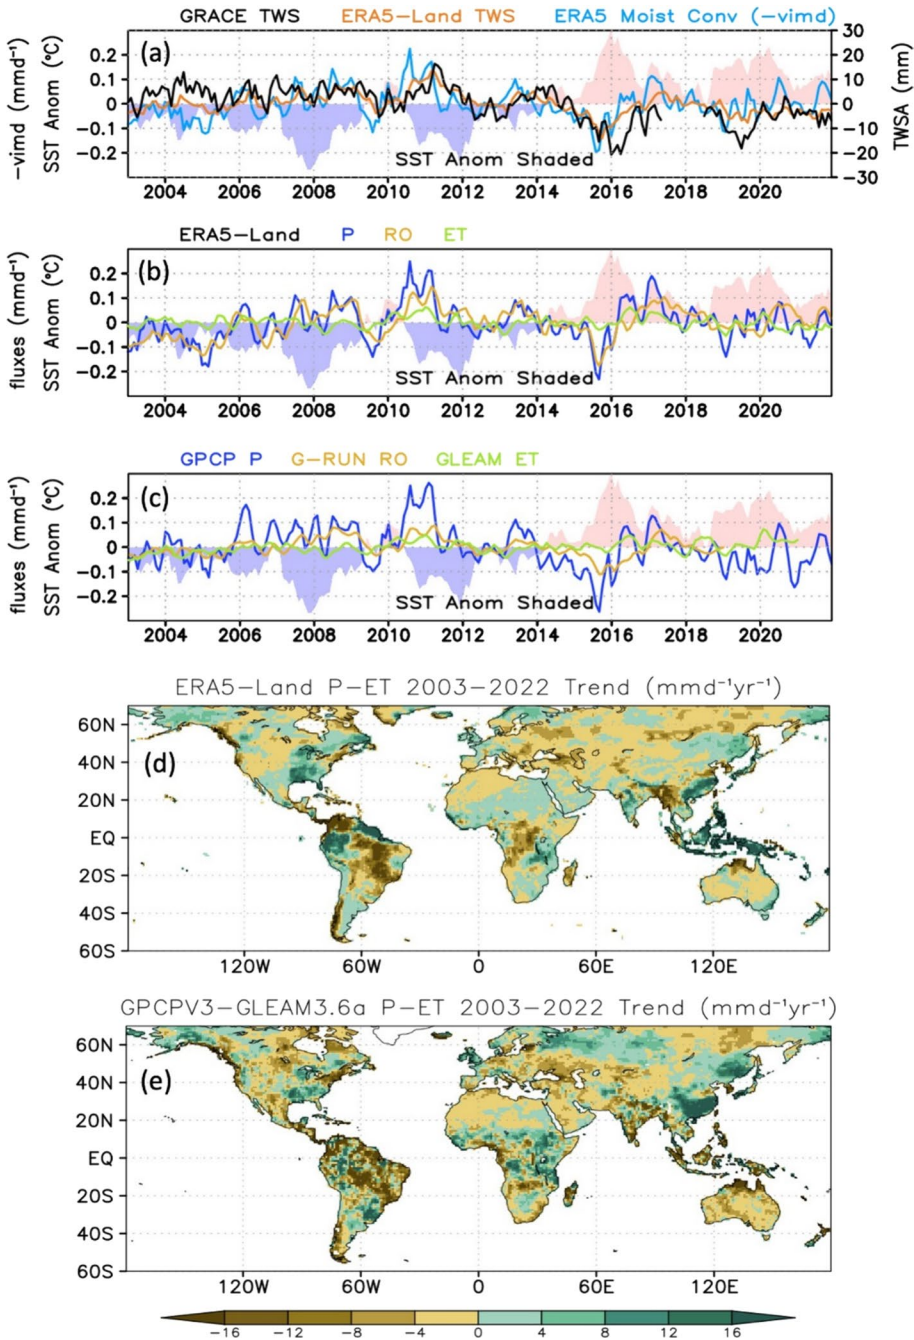 GRACE TWS ERA5-Land TWS ERA5 Moist Conv (-vimd)
(a)
-vimd (mmd⁻¹)
SST Anom (°C)
0.2
0.1
0
-0.1
-0.2
30
20
10
0
-10
-20
-30
TWSA (mm)
SST Anom Shaded
2004 2006 2008 2010 2012 2014 2016 2018 2020
ERA5-Land P RO ET
(b)
fluxes (mmd⁻¹)
SST Anom (°C)
0.2
0.1
0
-0.1
-0.2
SST Anom Shaded
2004 2006 2008 2010 2012 2014 2016 2018 2020
GPCP P G-RUN RO GLEAM ET
(c)
fluxes (mmd⁻¹)
SST Anom (°C)
0.2
0.1
0
-0.1
-0.2
SST Anom Shaded
2004 2006 2008 2010 2012 2014 2016 2018 2020
ERA5-Land P-ET 2003-2022 Trend (mmd⁻¹yr⁻¹)
(d)
60N
40N
20N
EQ
20S
40S
60S
120W 60W 0 60E 120E
GPCPV3-GLEAM3.6a P-ET 2003-2022 Trend (mmd⁻¹yr⁻¹)
(e)
60N
40N
20N
EQ
20S
40S
60S
120W 60W 0 60E 120E
-16 -12 -8 -4 0 4 8 12 16